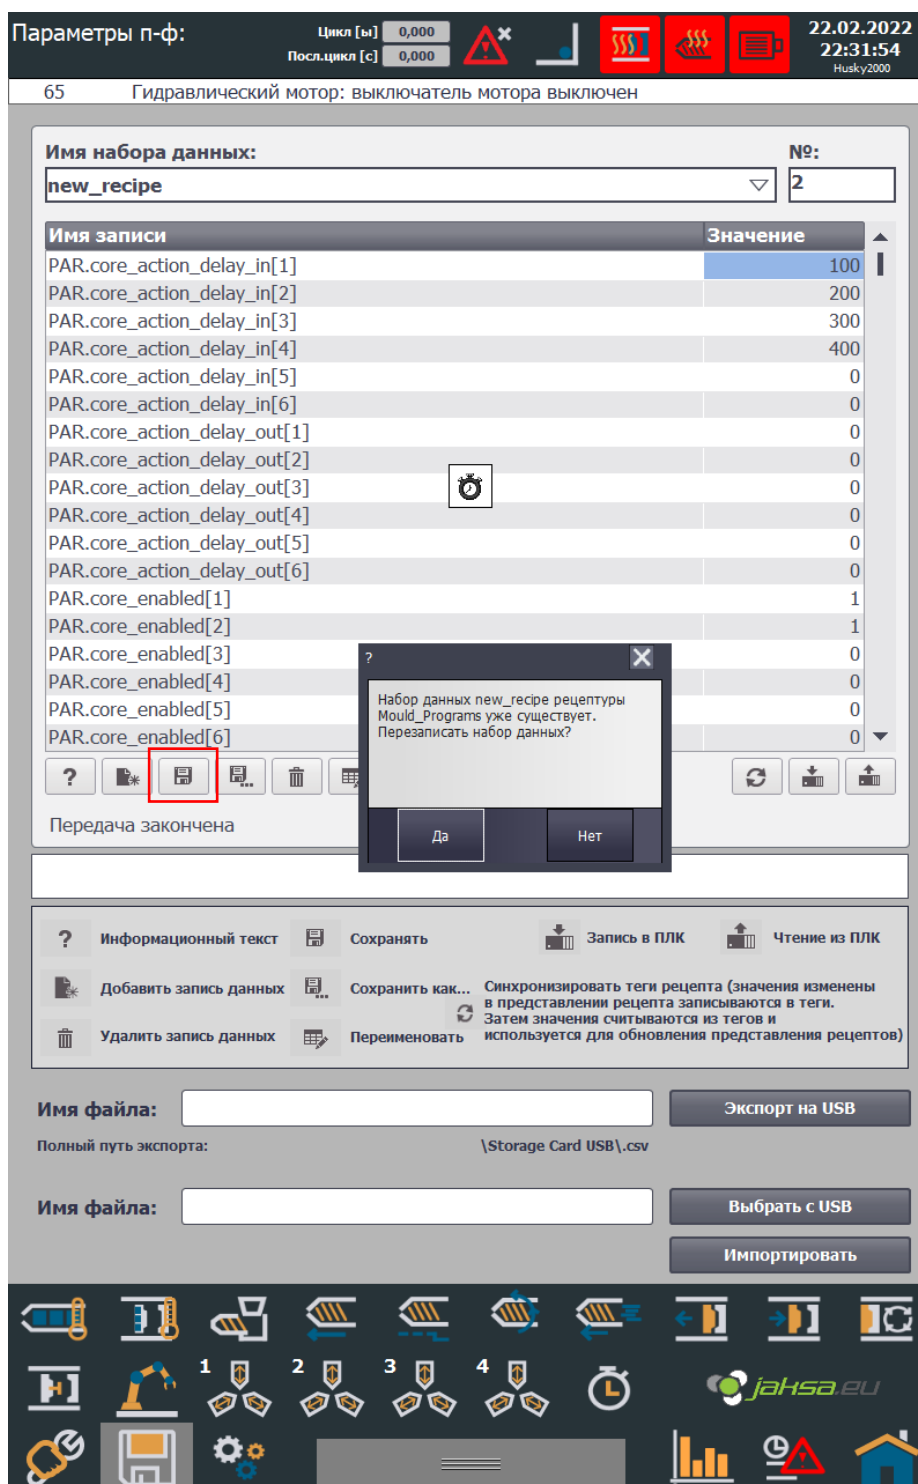 Параметры п-ф:
Цикл [ы] 0,000
Посл.цикл [с] 0,000
22.02.2022
22:31:54
Husky2000
65 Гидравлический мотор: выключатель мотора выключен
Имя набора данных: №:
new_recipe 2
Имя записи Значение
PAR.core_action_delay_in[1] 100
PAR.core_action_delay_in[2] 200
PAR.core_action_delay_in[3] 300
PAR.core_action_delay_in[4] 400
PAR.core_action_delay_in[5] 0
PAR.core_action_delay_in[6] 0
PAR.core_action_delay_out[1] 0
PAR.core_action_delay_out[2] 0
PAR.core_action_delay_out[3] 0
PAR.core_action_delay_out[4] 0
PAR.core_action_delay_out[5] 0
PAR.core_action_delay_out[6] 0
PAR.core_enabled[1] 1
PAR.core_enabled[2] 1
PAR.core_enabled[3] 0
PAR.core_enabled[4] 0
PAR.core_enabled[5] 0
PAR.core_enabled[6] 0
?
Набор данных new_recipe рецептуры
Mould_Programs уже существует.
Перезаписать набор данных?
Да Нет
?
Передача закончена
? Информационный текст Сохранять Запись в ПЛК Чтение из ПЛК
Добавить запись данных Сохранить как...
Синхронизировать теги рецепта (значения изменены
в представлении рецепта записываются в теги.
Затем значения считываются из тегов и
используется для обновления представления рецептов)
Удалить запись данных Переименовать
Имя файла: Экспорт на USB
Полный путь экспорта: \Storage Card USB\.csv
Имя файла: Выбрать с USB
Импортировать
1 2 3 4
jaksa.eu